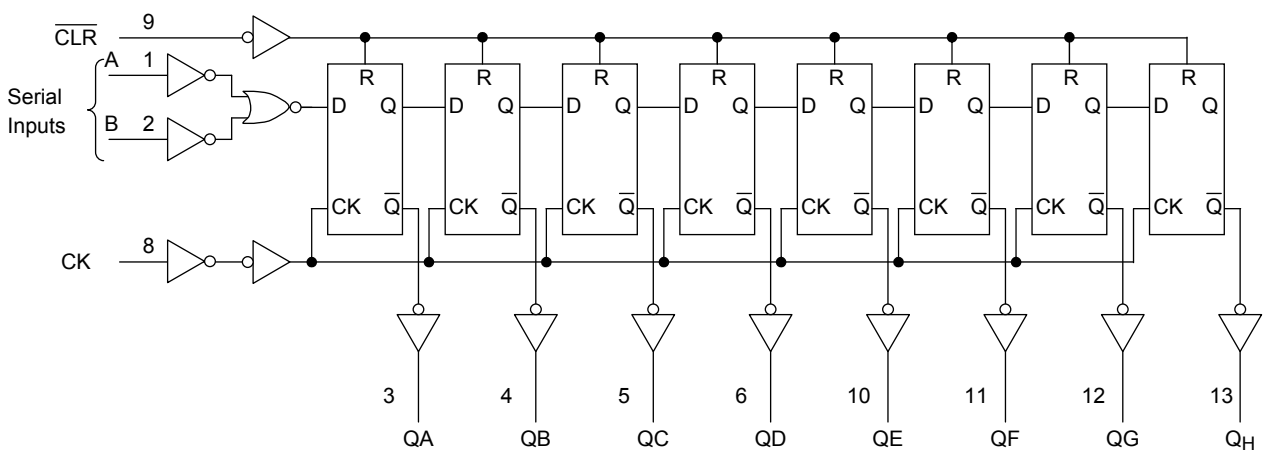 C̅L̅R̅ 9
A 1
Serial
Inputs
B 2
R R R R R R R R
D Q D Q D Q D Q D Q D Q D Q D Q
CK Q̅ CK Q̅ CK Q̅ CK Q̅ CK Q̅ CK Q̅ CK Q̅ CK Q̅
CK 8
3 4 5 6 10 11 12 13
QA QB QC QD QE QF QG QH